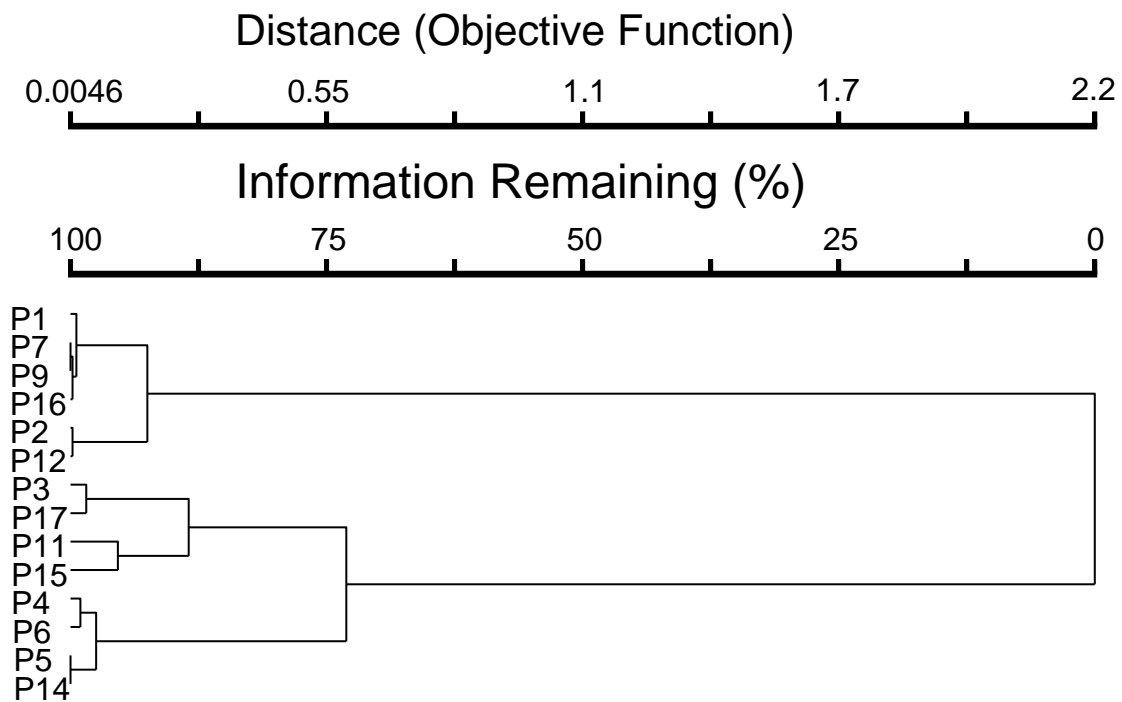 Distance (Objective Function)
0.0046 0.55 1.1 1.7 2.2
Information Remaining (%)
100 75 50 25 0
P1
P7
P9
P16
P2
P12
P3
P17
P11
P15
P4
P6
P5
P14